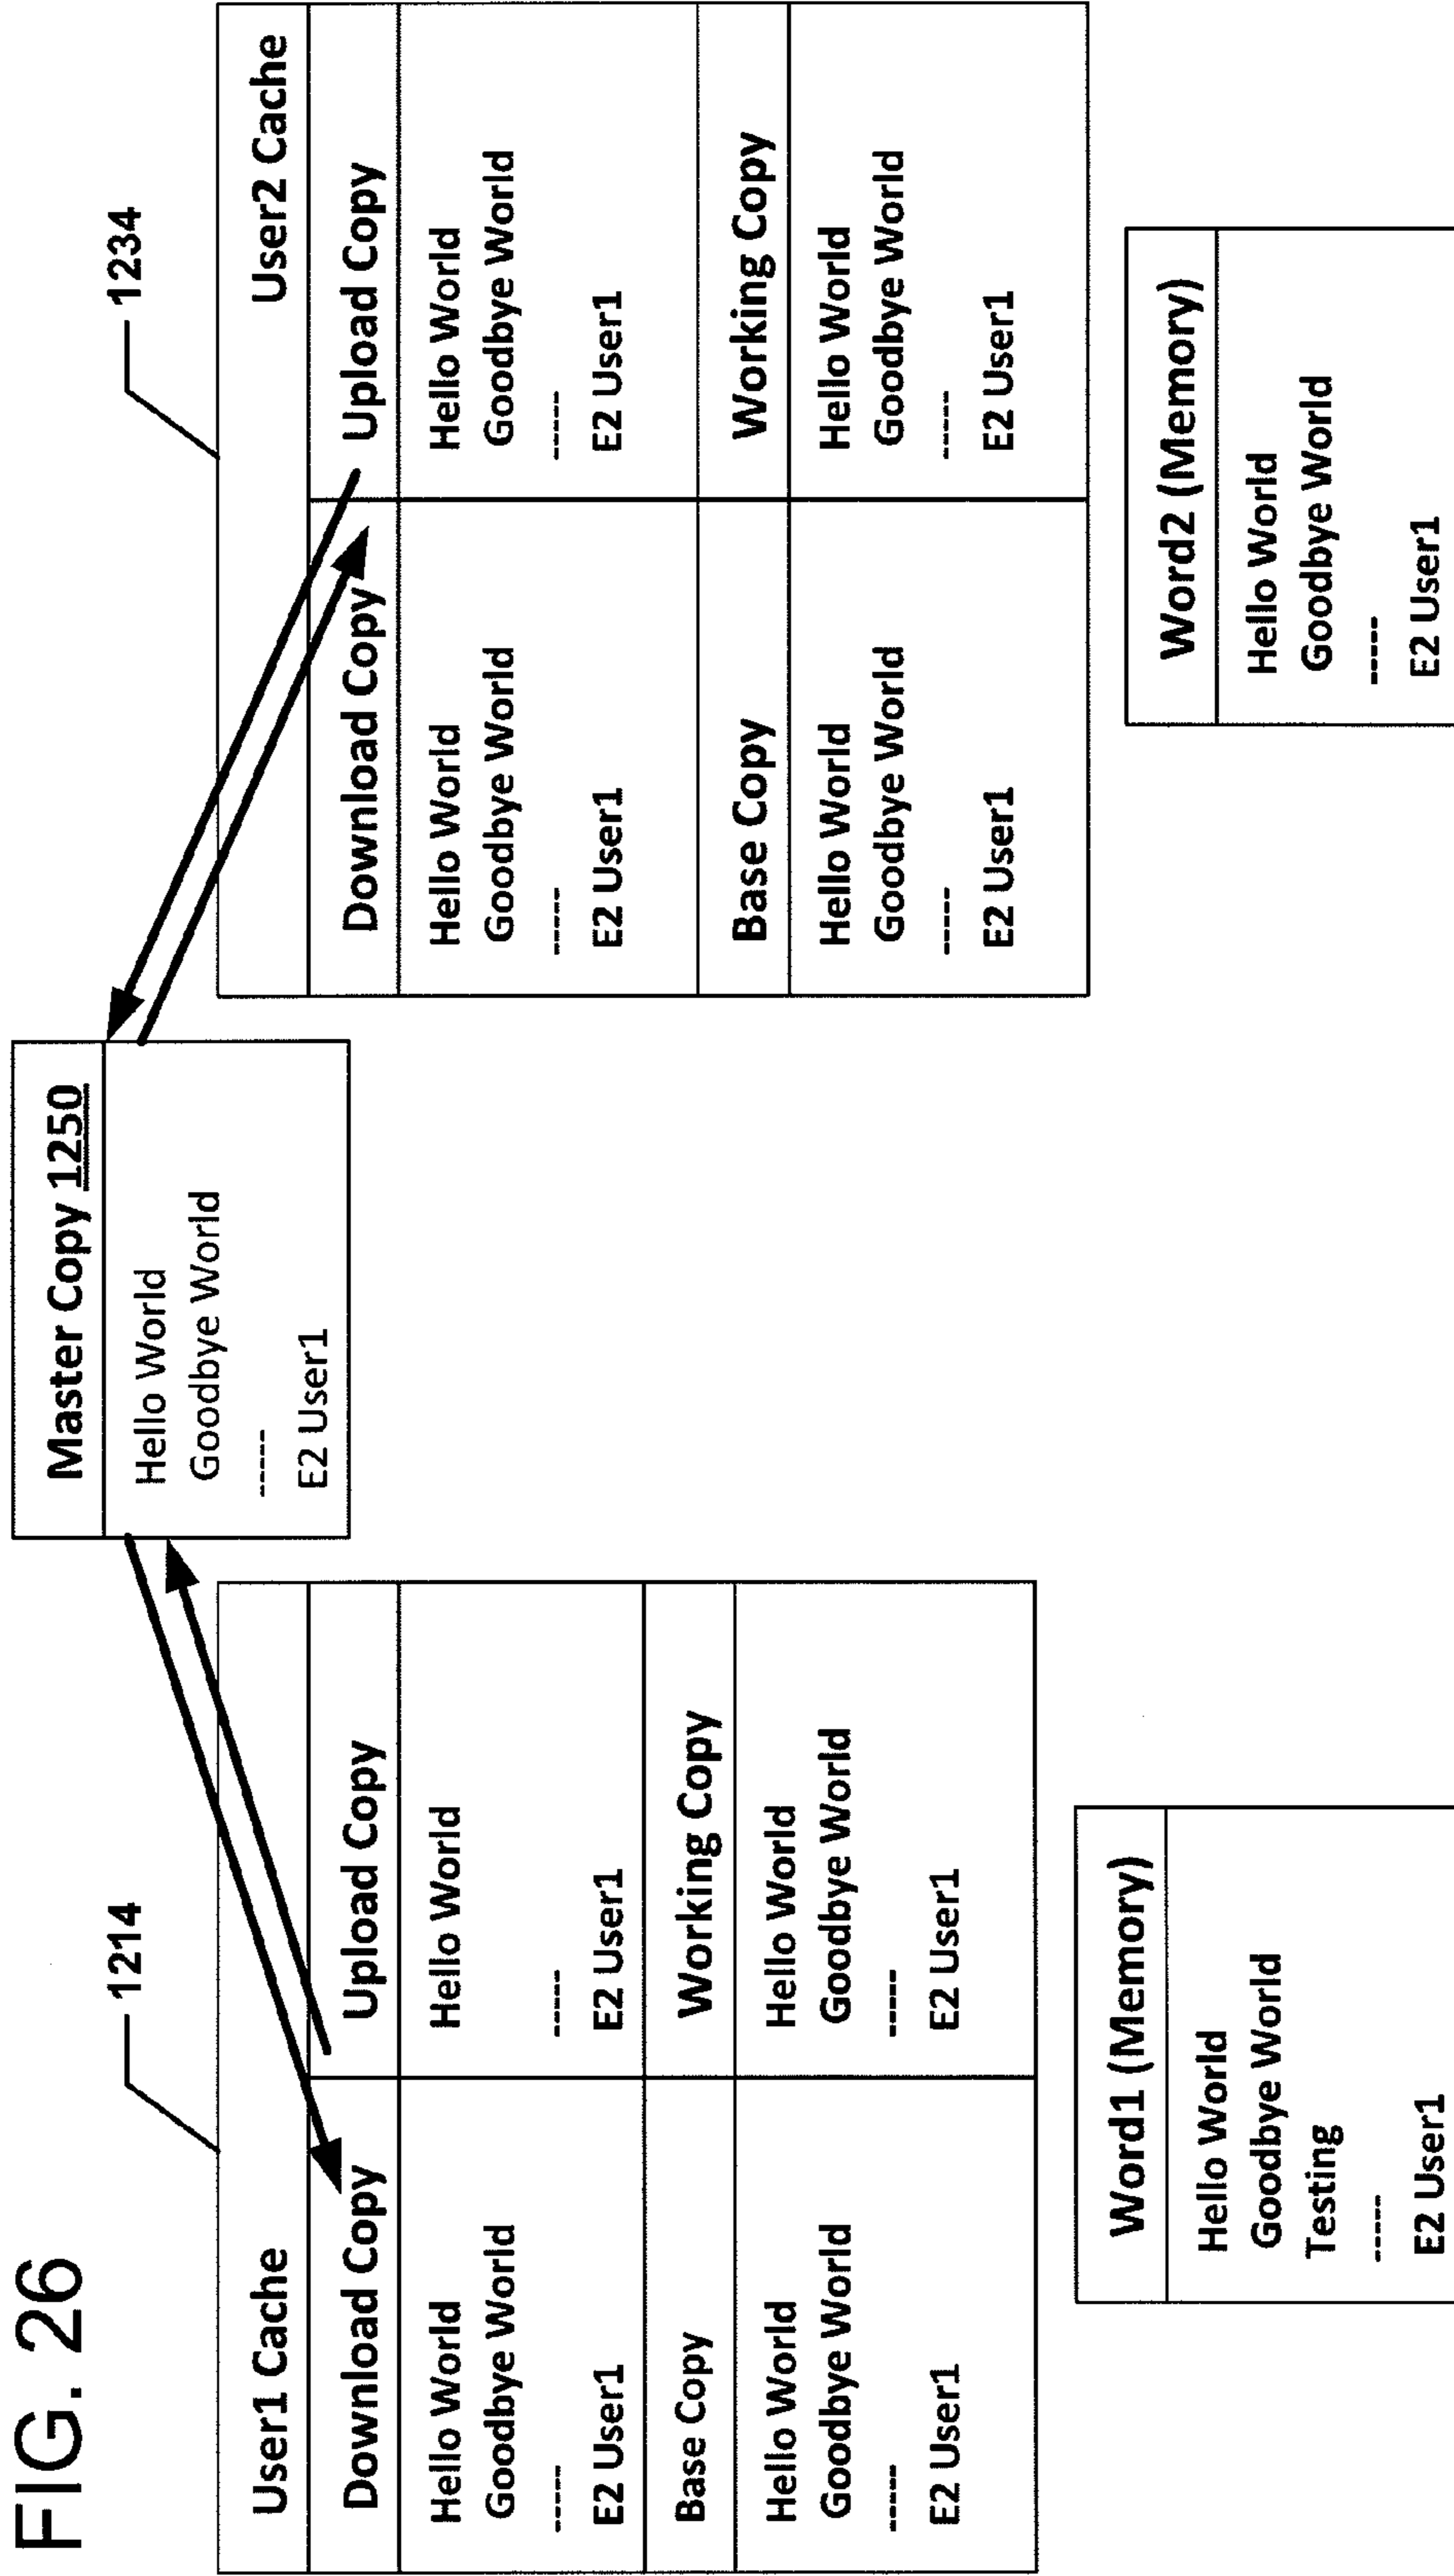 FIG. 26
Master Copy 1250
Hello World
Goodbye World
-----
E2 User1
1214
User1 Cache
Download Copy
Upload Copy
Hello World
Goodbye World
-----
E2 User1
Hello World
-----
E2 User1
Base Copy
Working Copy
Hello World
Goodbye World
-----
E2 User1
Hello World
Goodbye World
-----
E2 User1
Word1 (Memory)
Hello World
Goodbye World
Testing
-----
E2 User1
1234
User2 Cache
Download Copy
Upload Copy
Hello World
Goodbye World
-----
E2 User1
Hello World
Goodbye World
-----
E2 User1
Base Copy
Working Copy
Hello World
Goodbye World
-----
E2 User1
Hello World
Goodbye World
-----
E2 User1
Word2 (Memory)
Hello World
Goodbye World
-----
E2 User1